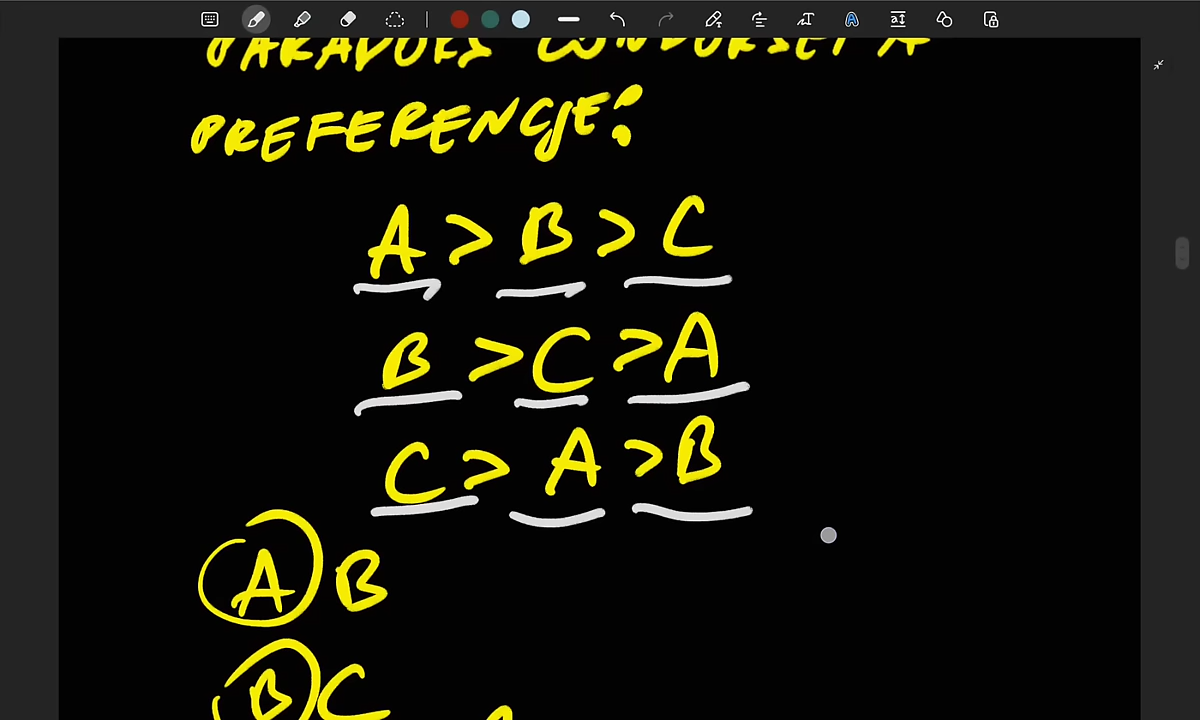 PREFERENCJE:
A > B > C
B > C > A
C > A > B
A B
B C